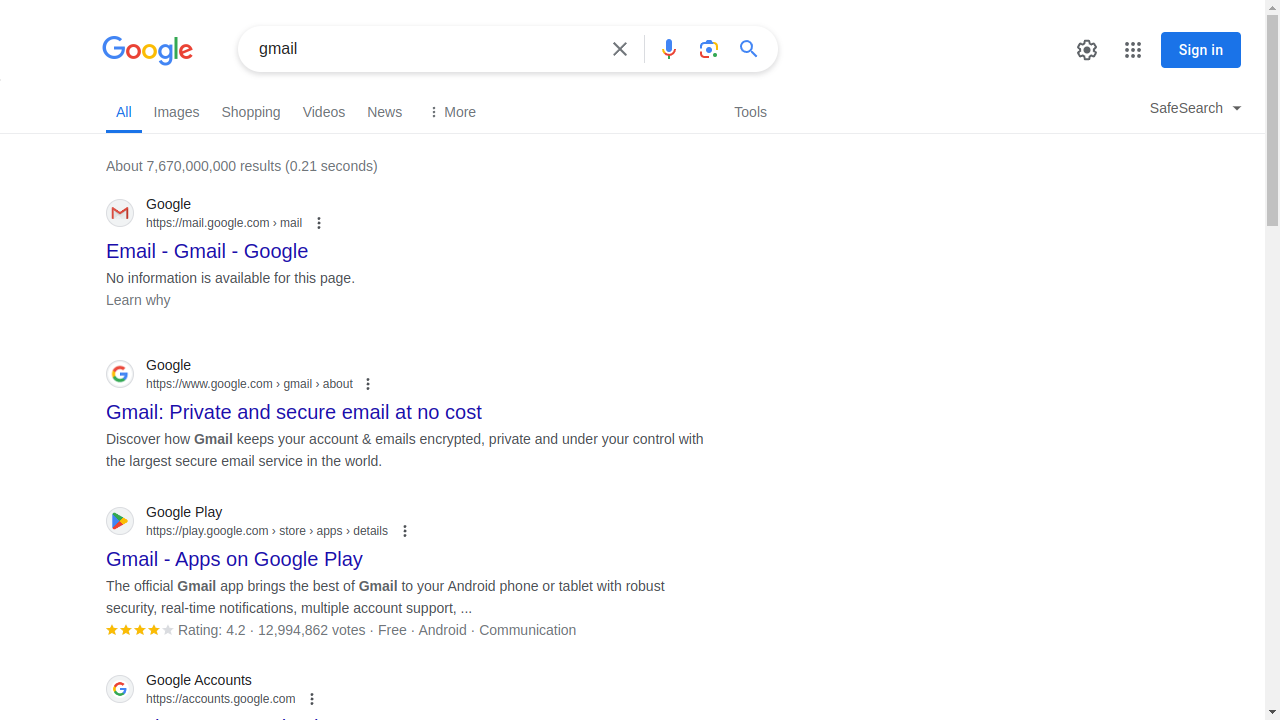 Google
gmail
Sign in
All
Images
Shopping
Videos
News
More
Tools
SafeSearch
About 7,670,000,000 results (0.21 seconds)
Google
https://mail.google.com › mail
Email - Gmail - Google
No information is available for this page.
Learn why
Google
https://www.google.com › gmail › about
Gmail: Private and secure email at no cost
Discover how Gmail keeps your account & emails encrypted, private and under your control with
the largest secure email service in the world.
Google Play
https://play.google.com › store › apps › details
Gmail - Apps on Google Play
The official Gmail app brings the best of Gmail to your Android phone or tablet with robust
security, real-time notifications, multiple account support, ...
Rating: 4.2 · 12,994,862 votes · Free · Android · Communication
Google Accounts
https://accounts.google.com